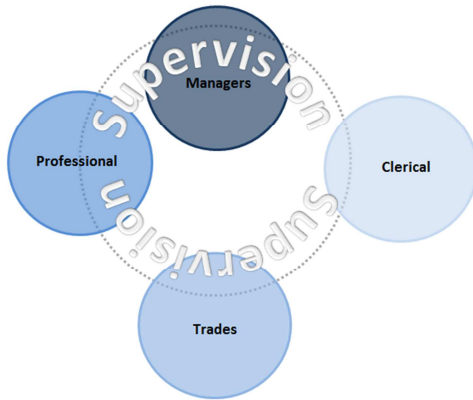 Supervision
Managers
Professional
Clerical
Supervision
Trades